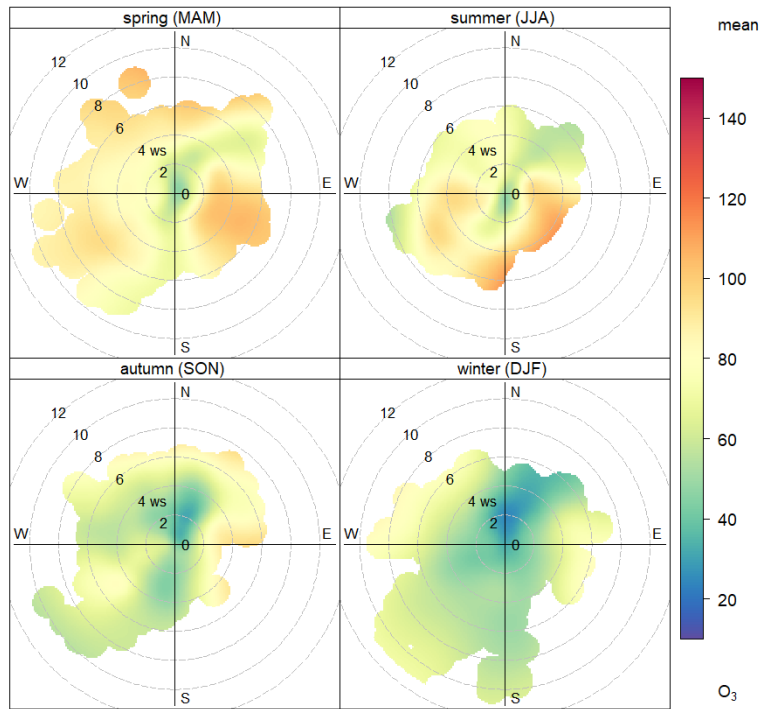 spring (MAM)
N
12
10
8
6
4 ws
2
0
W
E
S
summer (JJA)
N
12
10
8
6
4 ws
2
0
W
E
S
autumn (SON)
N
12
10
8
6
4 ws
2
0
W
E
S
winter (DJF)
N
12
10
8
6
4 ws
2
0
W
E
S
mean
140
120
100
80
60
40
20
O₃